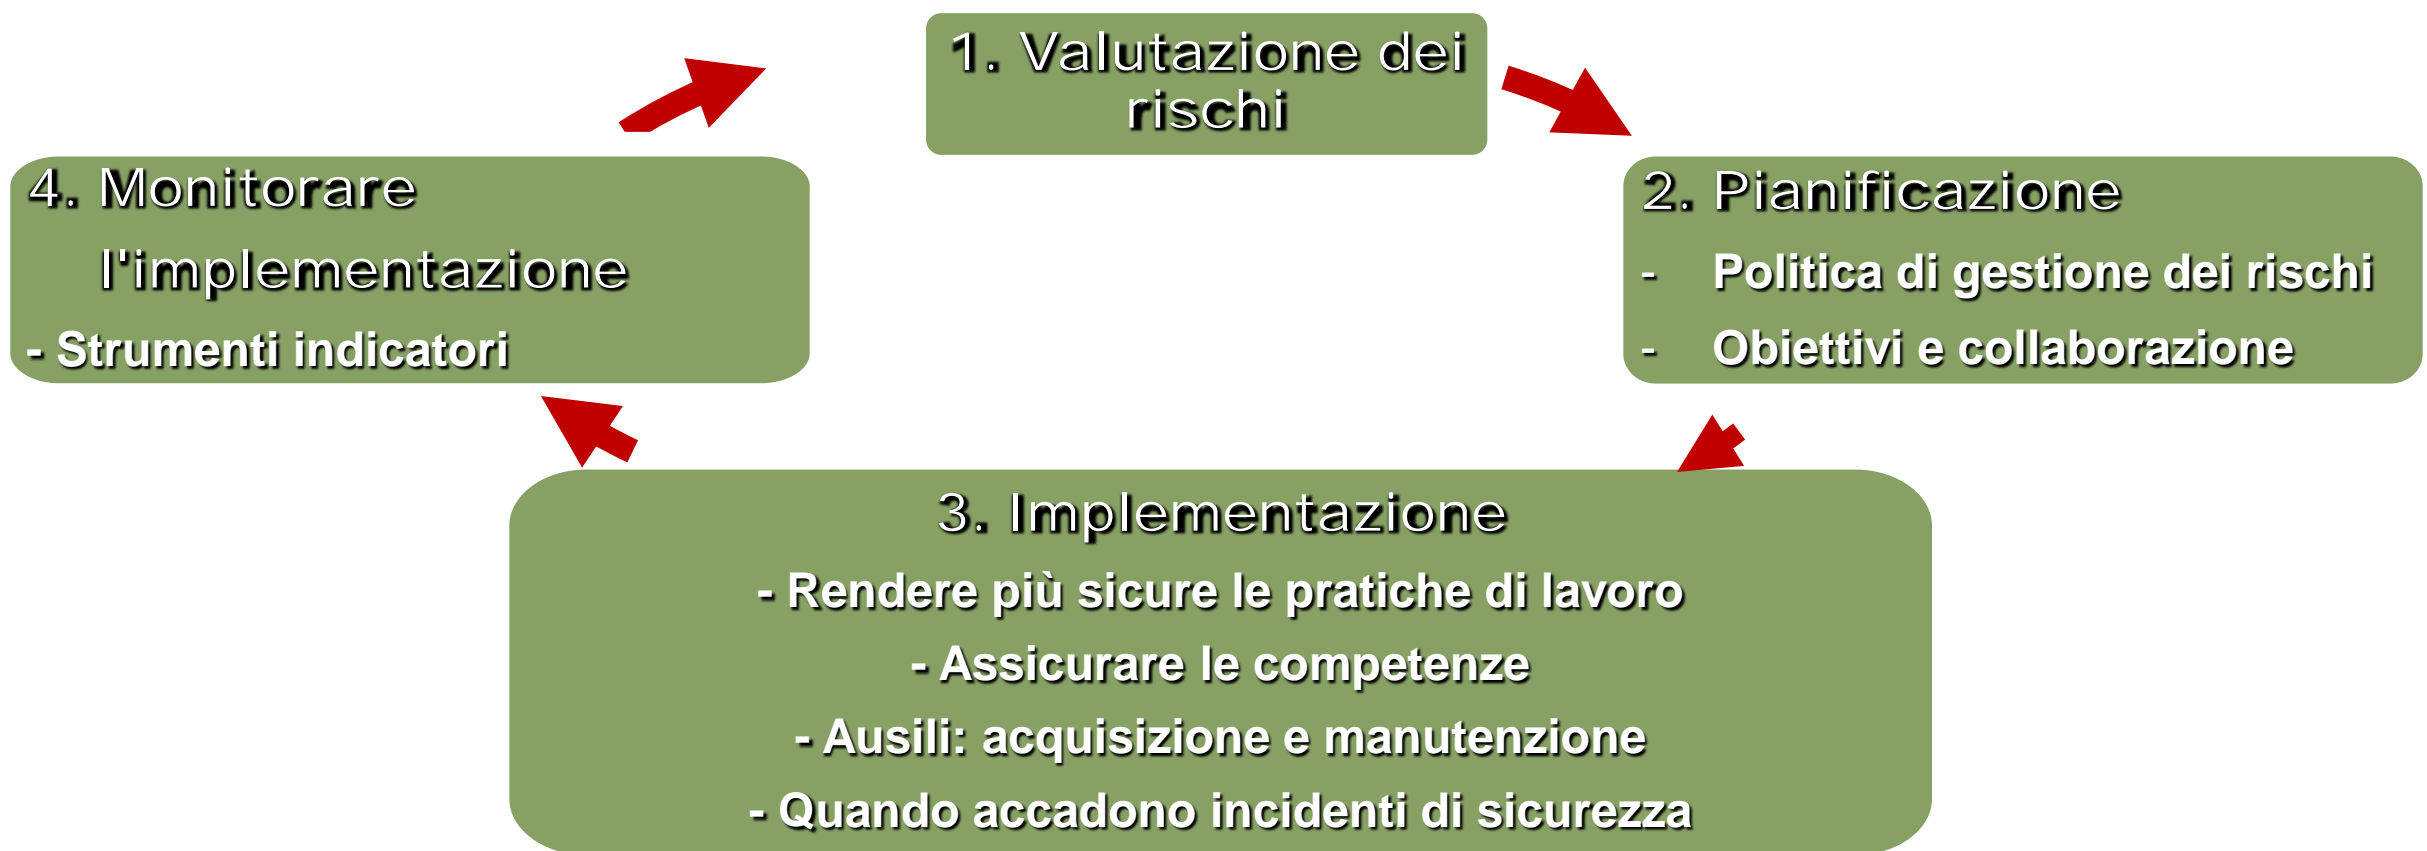 1. Valutazione dei
rischi
2. Pianificazione
- Politica di gestione dei rischi
- Obiettivi e collaborazione
3. Implementazione
- Rendere più sicure le pratiche di lavoro
- Assicurare le competenze
- Ausili: acquisizione e manutenzione
- Quando accadono incidenti di sicurezza
4. Monitorare
l'implementazione
- Strumenti indicatori